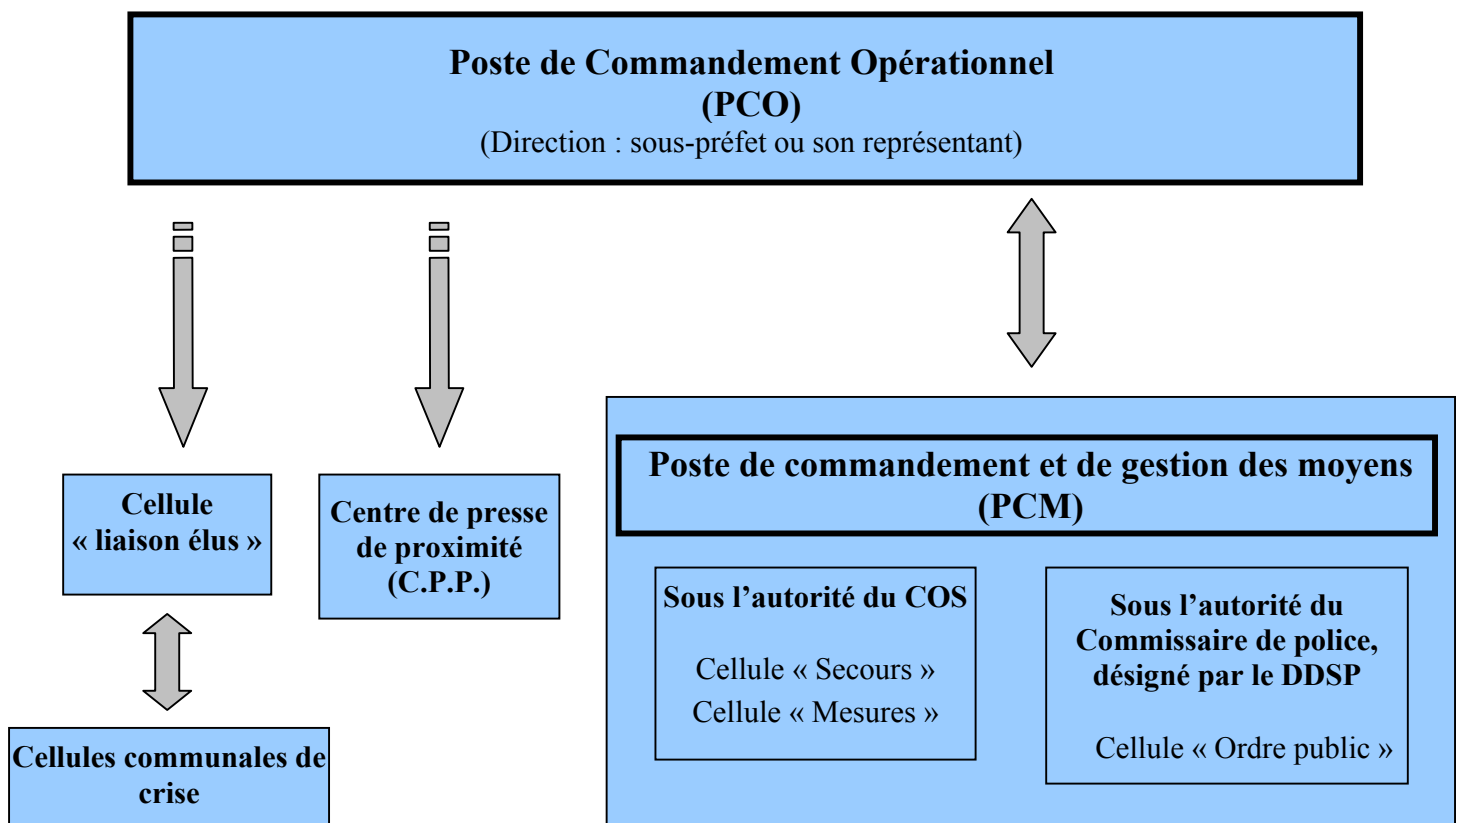 Poste de Commandement Opérationnel
(PCO)
(Direction : sous-préfet ou son représentant)
Cellule
« liaison élus »
Centre de presse
de proximité
(C.P.P.)
Cellules communales de
crise
Poste de commandement et de gestion des moyens
(PCM)
Sous l’autorité du COS
Cellule « Secours »
Cellule « Mesures »
Sous l’autorité du
Commissaire de police,
désigné par le DDSP
Cellule « Ordre public »